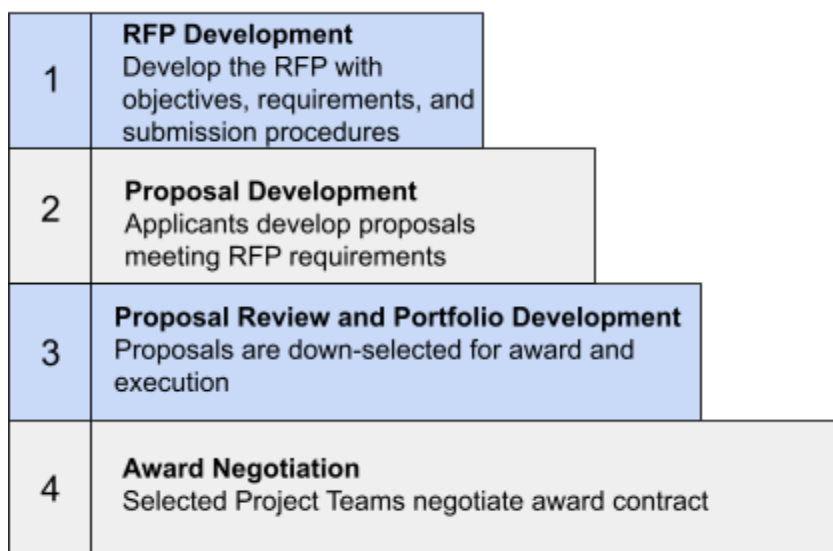 1
RFP Development
Develop the RFP with
objectives, requirements, and
submission procedures
2
Proposal Development
Applicants develop proposals
meeting RFP requirements
3
Proposal Review and Portfolio Development
Proposals are down-selected for award and
execution
4
Award Negotiation
Selected Project Teams negotiate award contract